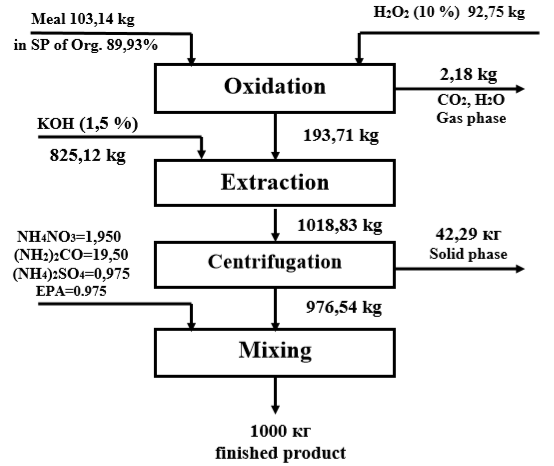 Meal 103,14 kg
in SP of Org. 89,93%
H₂O₂ (10 %) 92,75 kg
Oxidation
2,18 kg
CO₂, H₂O
Gas phase
KOH (1,5 %)
825,12 kg
193,71 kg
Extraction
1018,83 kg
NH₄NO₃=1,950
(NH₂)₂CO=19,50
(NH₄)₂SO₄=0,975
EPA=0.975
Centrifugation
42,29 кг
Solid phase
976,54 kg
Mixing
1000 кг
finished product